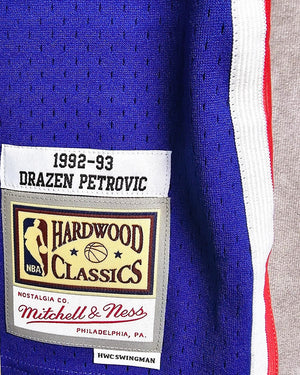 1992-93
DRAZEN PETROVIC
NBA
HARDWOOD
CLASSICS
NOSTALGIA CO.
Mitchell & Ness
PHILADELPHIA, PA.
HWC SWINGMAN